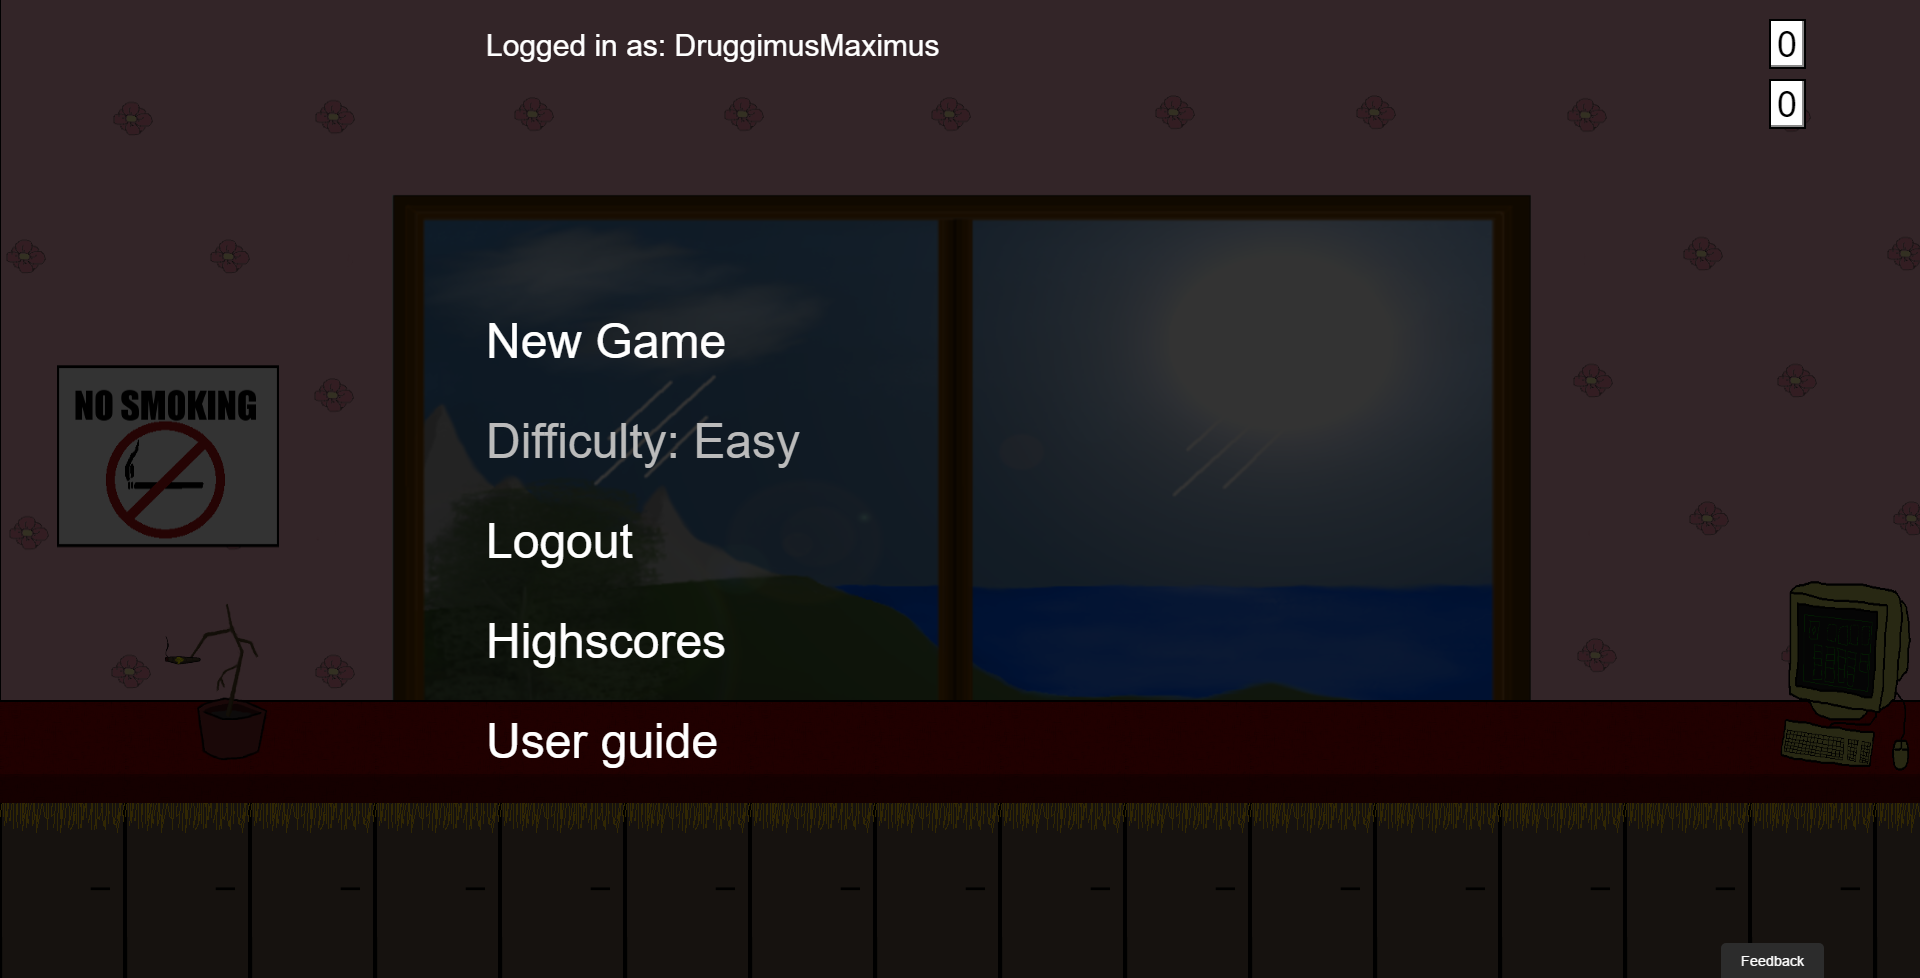 Logged in as: DruggimusMaximus
0
0
New Game
NO SMOKING
Difficulty: Easy
Logout
Highscores
User guide
Feedback